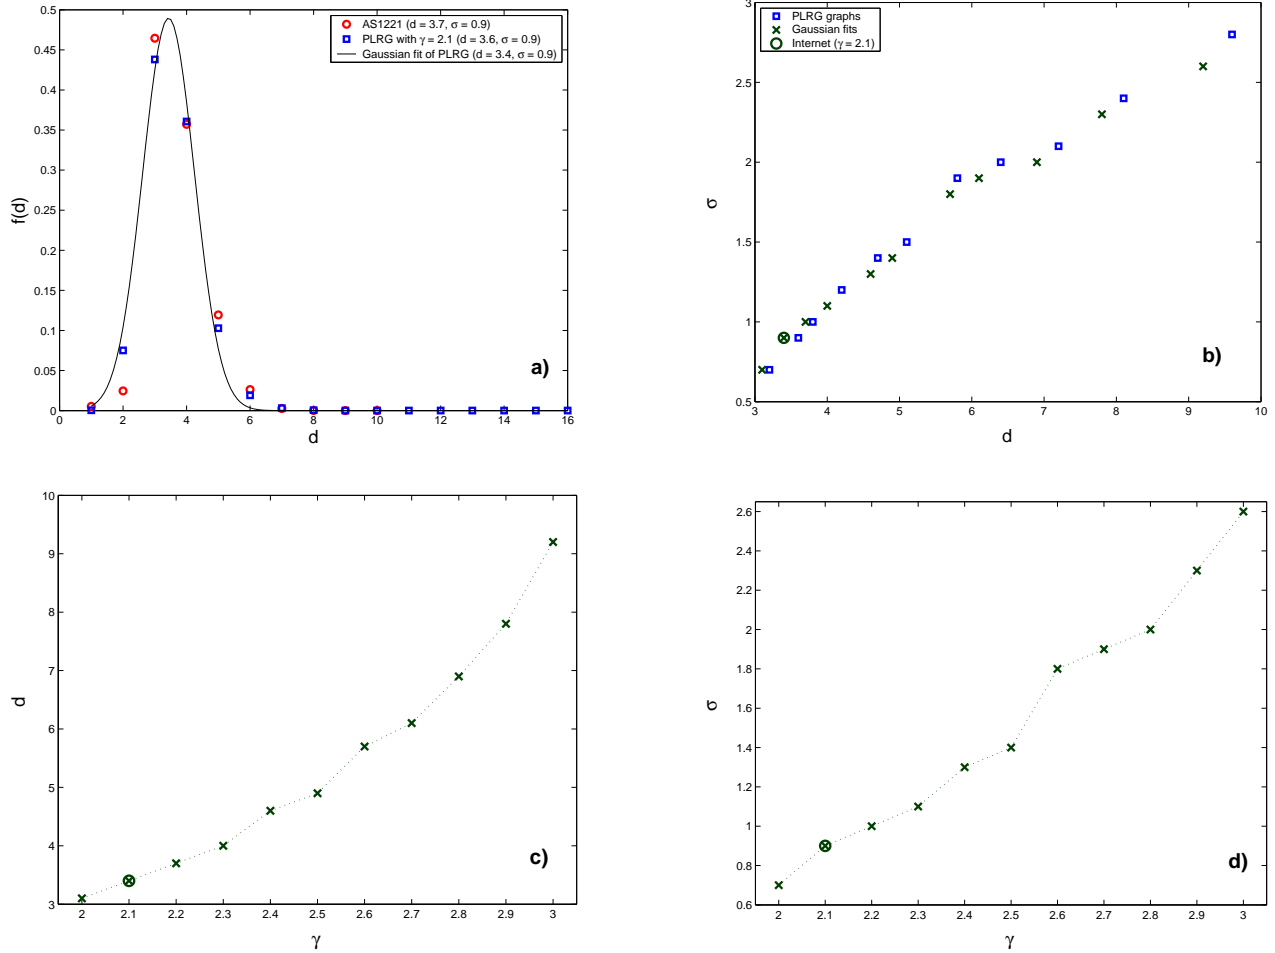 AS1221 (d = 3.7, σ = 0.9)
PLRG with γ = 2.1 (d = 3.6, σ = 0.9)
Gaussian fit of PLRG (d = 3.4, σ = 0.9)
0.5
0.45
0.4
0.35
0.3
0.25
0.2
0.15
0.1
0.05
0
f(d)
a)
0 2 4 6 8 10 12 14 16
d
PLRG graphs
Gaussian fits
Internet (γ = 2.1)
3
2.5
2
1.5
1
0.5
σ
b)
3 4 5 6 7 8 9 10
d
10
9
8
7
6
5
4
3
d
c)
2 2.1 2.2 2.3 2.4 2.5 2.6 2.7 2.8 2.9 3
γ
2.6
2.4
2.2
2
1.8
1.6
1.4
1.2
1
0.8
0.6
σ
d)
2 2.1 2.2 2.3 2.4 2.5 2.6 2.7 2.8 2.9 3
γ